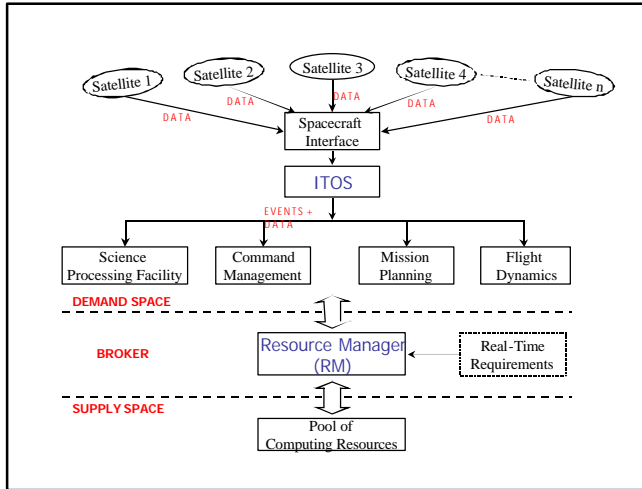 Satellite 1
Satellite 2
Satellite 3
Satellite 4
Satellite n
DATA
DATA
DATA
DATA
DATA
Spacecraft
Interface
ITOS
EVENTS +
DATA
Science
Processing Facility
Command
Management
Mission
Planning
Flight
Dynamics
DEMAND SPACE
BROKER
Resource Manager
(RM)
Real-Time
Requirements
SUPPLY SPACE
Pool of
Computing Resources